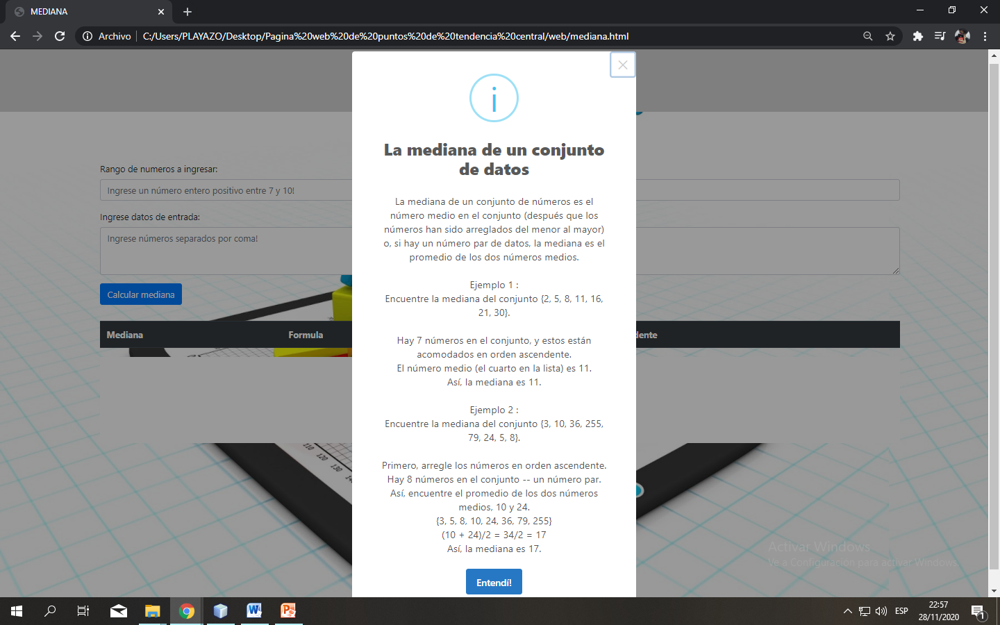 MEDIANA
Archivo
C:/Users/PLAYAZO/Desktop/Pagina%20web%20de%20puntos%20de%20tendencia%20central/web/mediana.html
i
La mediana de un conjunto
de datos
La mediana de un conjunto de números es el
número medio en el conjunto (después que los
números han sido arreglados del menor al mayor)
o, si hay un número par de datos, la mediana es el
promedio de los dos números medios.
Ejemplo 1 :
Encuentre la mediana del conjunto {2, 5, 8, 11, 16,
21, 30}.
Hay 7 números en el conjunto, y estos están
acomodados en orden ascendente.
El número medio (el cuarto en la lista) es 11.
Así, la mediana es 11.
Ejemplo 2 :
Encuentre la mediana del conjunto {3, 10, 36, 255,
79, 24, 5, 8}.
Primero, arregle los números en orden ascendente.
Hay 8 números en el conjunto -- un número par.
Así, encuentre el promedio de los dos números
medios, 10 y 24.
{3, 5, 8, 10, 24, 36, 79, 255}
(10 + 24)/2 = 34/2 = 17
Así, la mediana es 17.
Entendí!
Rango de numeros a ingresar:
Ingrese un número entero positivo entre 7 y 10!
Ingrese datos de entrada:
Ingrese números separados por coma!
Calcular mediana
Mediana
Formula
dente
110
120
130
Activar Windows
Ve a Configuración para activar Windows.
ESP
22:57
28/11/2020
1